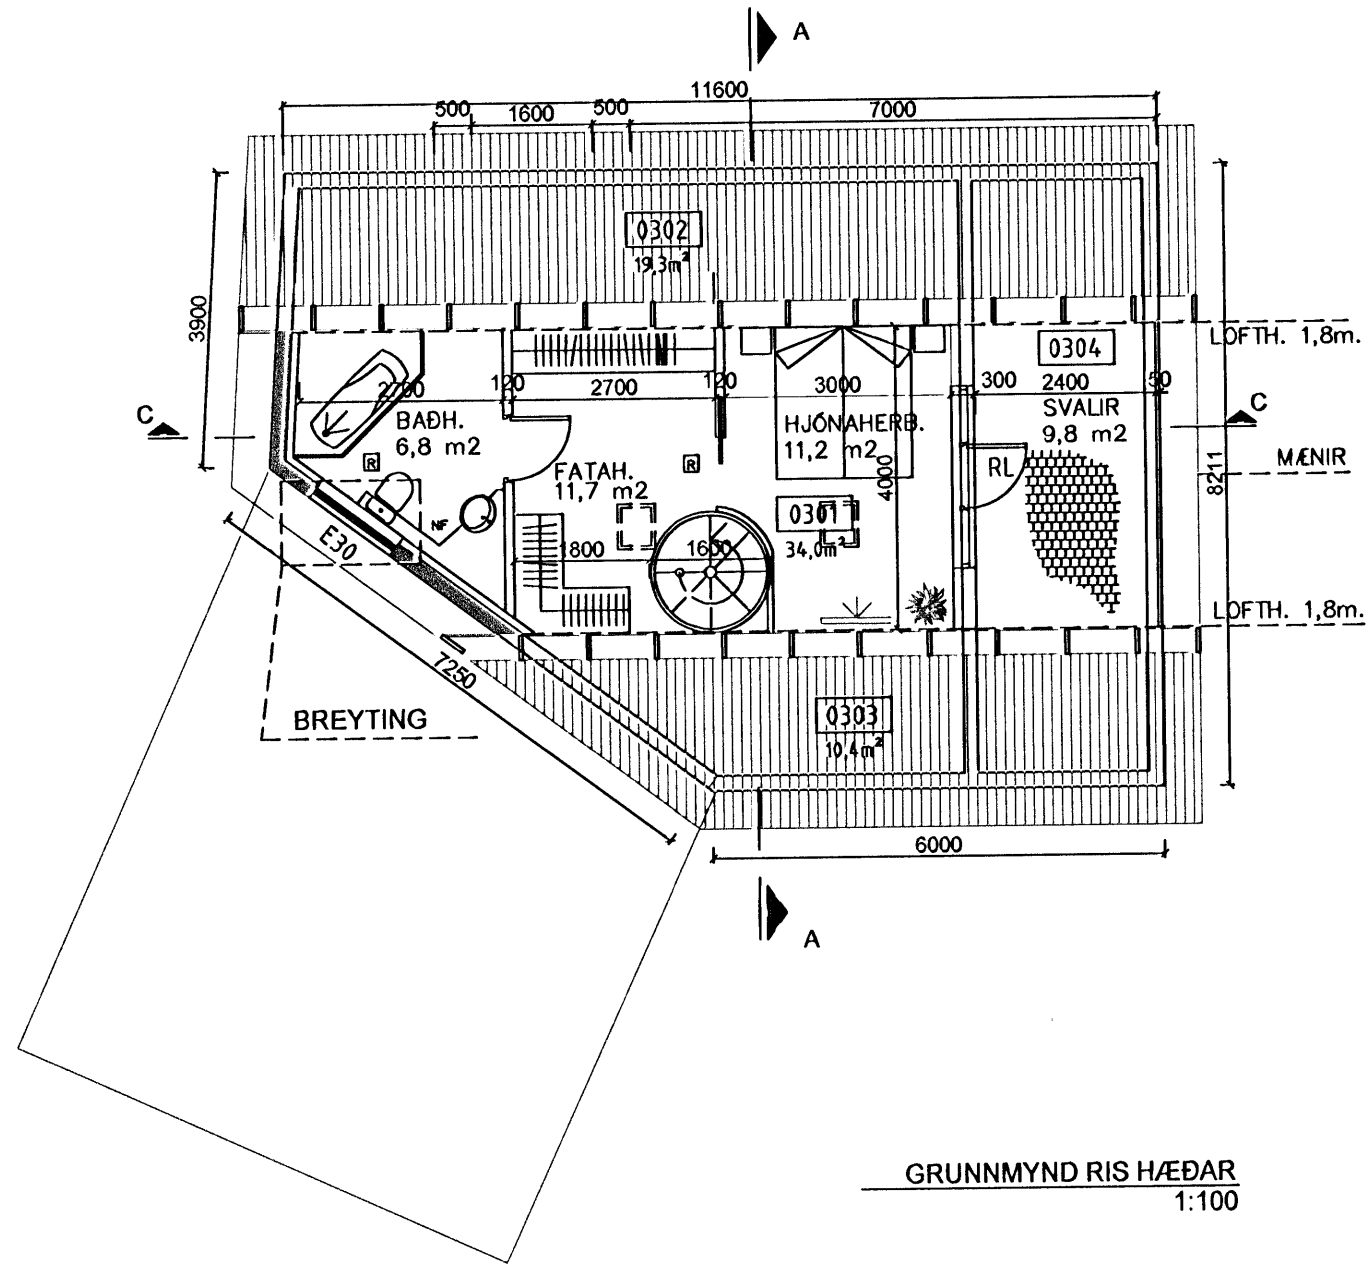 A
11600
500
1600
500
7000
0302
19,3m²
3900
LOFTH. 1,8m.
0304
2700
120
2700
120
3000
300
2400
50
C
BAÐH.
6,8 m2
HJÓNAHERB.
11,2 m2
SVALIR
9,8 m2
C
R
FATAH.
11,7 m2
R
4000
RL
MÆNIR
8211
NF
E30
0301
34,0m²
1800
1600
LOFTH. 1,8m.
7250
BREYTING
0303
10,4m²
6000
A
GRUNNMYND RIS HÆÐAR
1:100